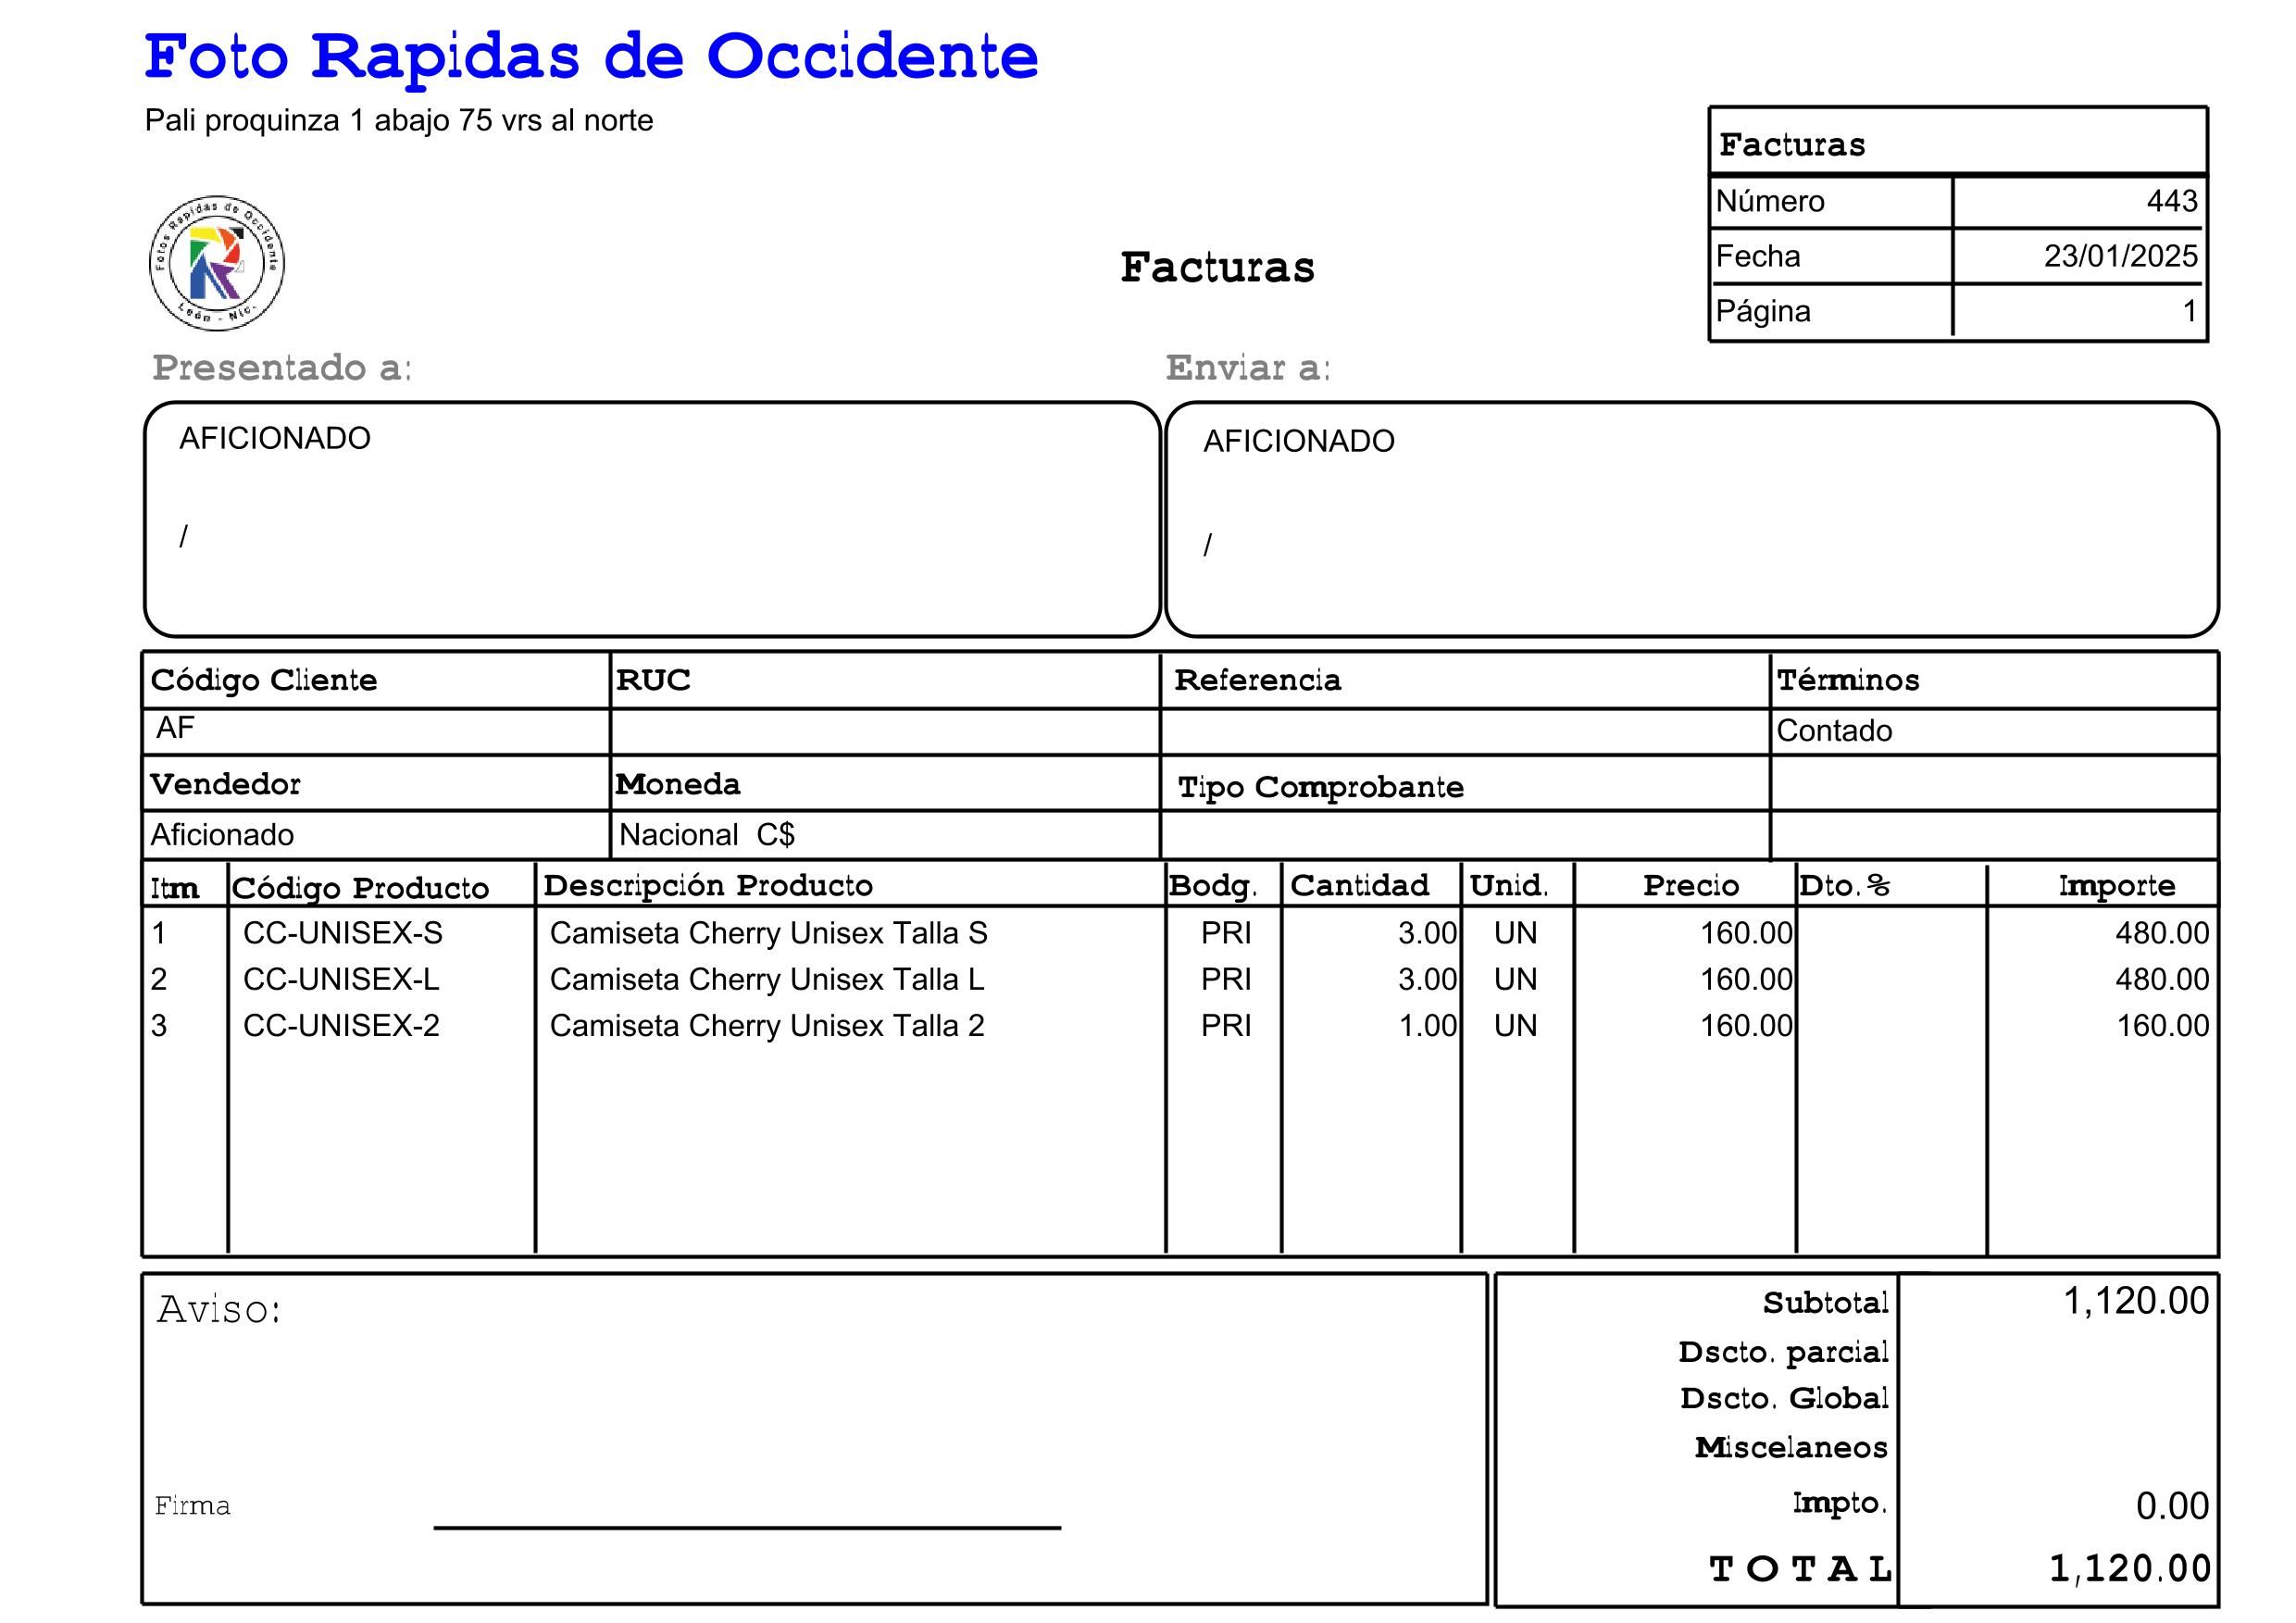 Foto Rapidas de Occidente
Pali proquinza 1 abajo 75 vrs al norte
Fotos Rapidas de Occidente
León - Nic.
Facturas
Facturas
Número 443
Fecha 23/01/2025
Página 1
Presentado a: Enviar a:
AFICIONADO AFICIONADO
/ /
Código Cliente RUC Referencia Términos
AF Contado
Vendedor Moneda Tipo Comprobante
Aficionado Nacional C$
Itm Código Producto Descripción Producto Bodg. Cantidad Unid. Precio Dto.% Importe
1 CC-UNISEX-S Camiseta Cherry Unisex Talla S PRI 3.00 UN 160.00 480.00
2 CC-UNISEX-L Camiseta Cherry Unisex Talla L PRI 3.00 UN 160.00 480.00
3 CC-UNISEX-2 Camiseta Cherry Unisex Talla 2 PRI 1.00 UN 160.00 160.00
Aviso:
Firma
Subtotal 1,120.00
Dscto. parcial
Dscto. Global
Miscelaneos
Impto. 0.00
TOTAL 1,120.00